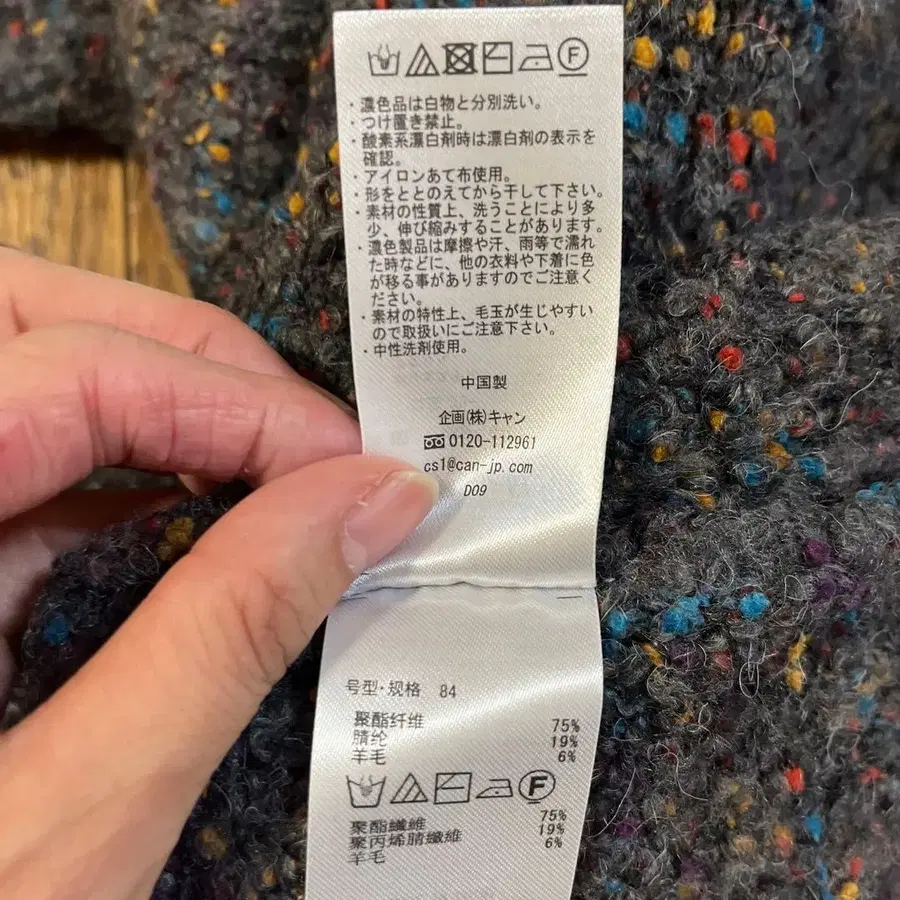 ・濃色品は白物と分別洗い。
・つけ置き禁止。
・酸素系漂白剤時は漂白剤の表示を
確認。
・アイロンあて布使用。
・形をととのえてから干して下さい。
・素材の性質上、洗うことにより多
少、伸び縮みすることがあります。
・濃色製品は摩擦や汗、雨等で濡れ
た時などに、他の衣料や下着に色
が移る事がありますのでご注意く
ださい。
・素材の特性上、毛玉が生じやすい
ので取扱いにご注意下さい。
・中性洗剤使用。
中国製
企画(株)キャン
0120-112961
cs1@can-jp.com
D09
号型·规格 84
聚酯纤维 75%
腈纶 19%
羊毛 6%
F
聚酯纖維 75%
聚丙烯腈纖維 19%
羊毛 6%